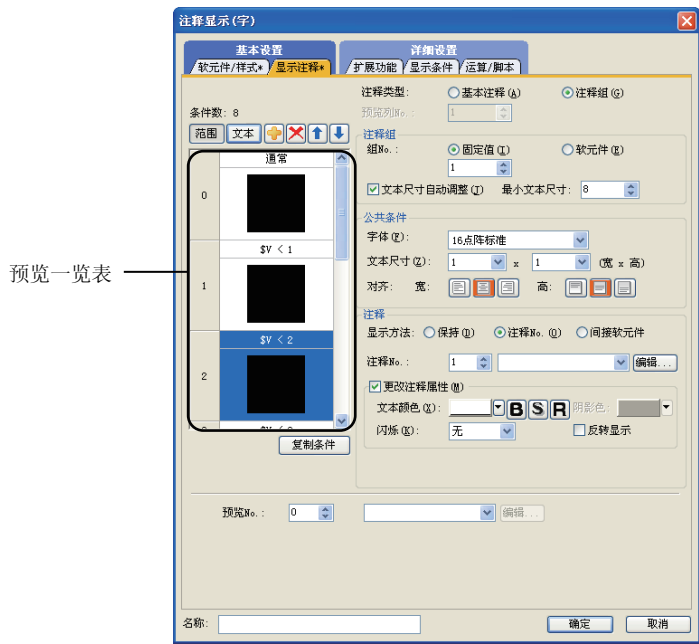 注释显示(字)
基本设置 详细设置
软元件/样式* 显示注释* 扩展功能 显示条件 运算/脚本
注释类型: 基本注释(A) 注释组(G)
预览列No.: 1
条件数: 8
范围 文本
注释组
组No.: 固定值(I) 软元件(E)
1
文本尺寸自动调整(J) 最小文本尺寸: 8
通常
0
$V < 1
1
$V < 2
2
复制条件
公共条件
字体(F): 16点阵标准
文本尺寸(Z): 1 x 1 (宽 x 高)
对齐: 宽: 高:
注释
显示方法: 保持(D) 注释No.(O) 间接软元件
注释No.: 1 编辑...
更改注释属性(M)
文本颜色(X): B S R 阴影色:
闪烁(K): 无 反转显示
预览一览表
预览No.: 0 编辑...
名称: 确定 取消